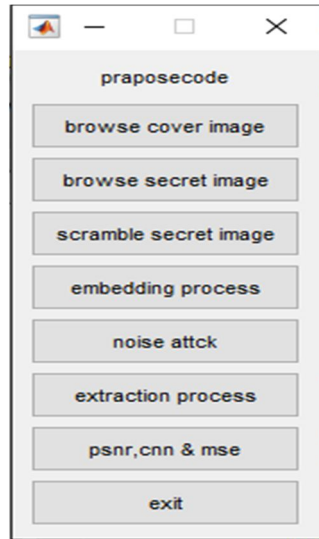 praposecode
browse cover image
browse secret image
scramble secret image
embedding process
noise attck
extraction process
psnr,cnn & mse
exit